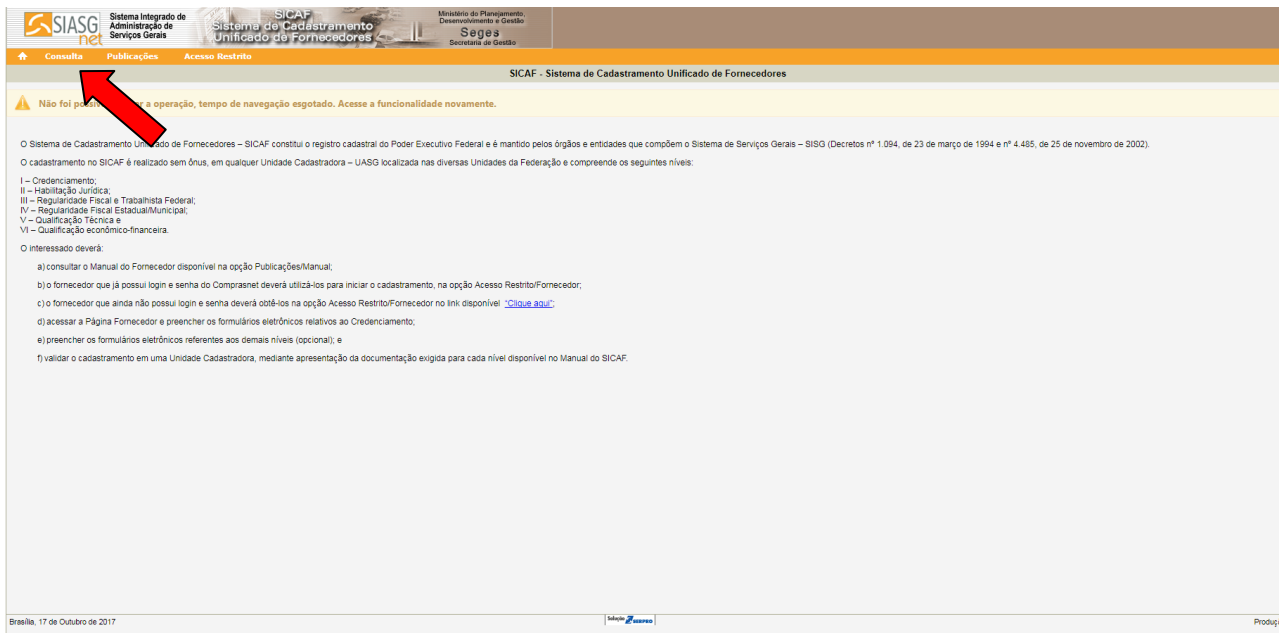 SIASG
net
Sistema Integrado de
Administração de
Serviços Gerais
SICAF
Sistema de Cadastramento
Unificado de Fornecedores
Ministério do Planejamento,
Desenvolvimento e Gestão
Seges
Secretaria de Gestão
Consulta Publicações Acesso Restrito
SICAF - Sistema de Cadastramento Unificado de Fornecedores
Não foi a operação, tempo de navegação esgotado. Acesse a funcionalidade novamente.
O Sistema de Cadastramento Unificado de Fornecedores – SICAF constitui o registro cadastral do Poder Executivo Federal e é mantido pelos órgãos e entidades que compõem o Sistema de Serviços Gerais – SISG (Decretos nº 1.094, de 23 de março de 1994 e nº 4.485, de 25 de novembro de 2002).
O cadastramento no SICAF é realizado sem ônus, em qualquer Unidade Cadastradora – UASG localizada nas diversas Unidades da Federação e compreende os seguintes níveis:
I – Credenciamento;
II – Habilitação Jurídica;
III – Regularidade Fiscal e Trabalhista Federal;
IV – Regularidade Fiscal Estadual/Municipal;
V – Qualificação Técnica e
VI – Qualificação econômico-financeira.
O interessado deverá:
a) consultar o Manual do Fornecedor disponível na opção Publicações/Manual;
b) o fornecedor que já possui login e senha do Comprasnet deverá utilizá-los para iniciar o cadastramento, na opção Acesso Restrito/Fornecedor;
c) o fornecedor que ainda não possui login e senha deverá obtê-los na opção Acesso Restrito/Fornecedor no link disponível "Clique aqui";
d) acessar a Página Fornecedor e preencher os formulários eletrônicos relativos ao Credenciamento;
e) preencher os formulários eletrônicos referentes aos demais níveis (opcional); e
f) validar o cadastramento em uma Unidade Cadastradora, mediante apresentação da documentação exigida para cada nível disponível no Manual do SICAF.
Brasília, 17 de Outubro de 2017
Solução SERPRO
Produç